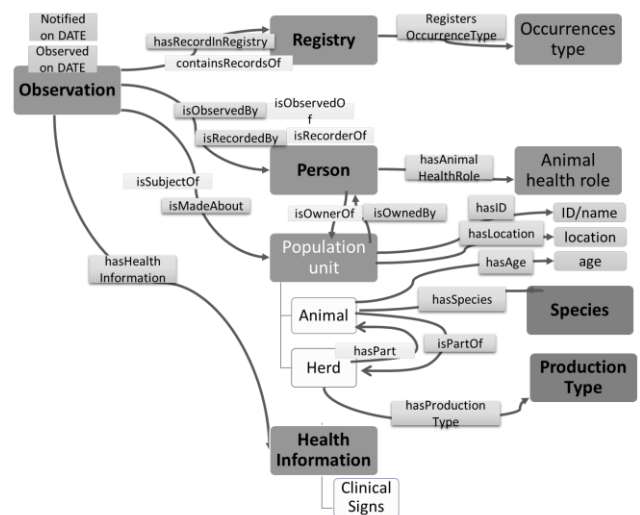 Notified
on DATE
Observed
on DATE
Observation
hasRecordInRegistry
containsRecordsOf
Registry
Registers
OccurrenceType
Occurrences
type
isObservedBy
isObservedO
f
isRecordedBy
isRecorderOf
Person
hasAnimal
HealthRole
Animal
health role
isSubjectOf
isMadeAbout
isOwnerOf
isOwnedBy
hasID
ID/name
Population
unit
hasLocation
location
hasAge
age
hasHealth
Information
Animal
hasSpecies
Species
hasPart
isPartOf
Herd
Production
Type
hasProduction
Type
Health
Information
Clinical
Signs